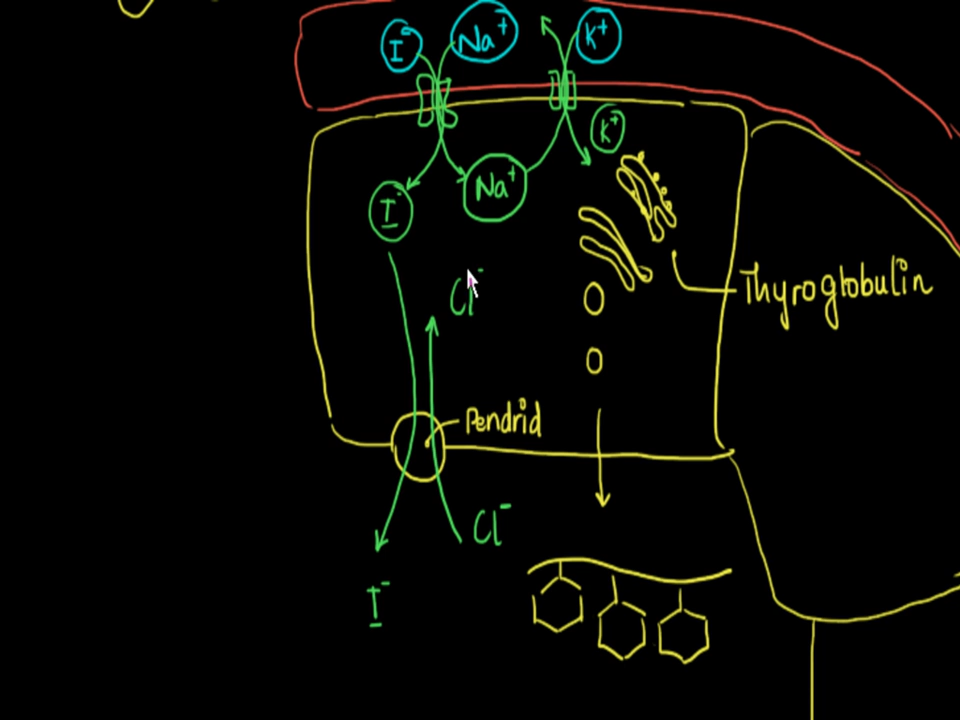 I⁻
Na⁺
K⁺
K⁺
I⁻
Na⁺
Thyroglobulin
Cl⁻
Pendrid
Cl⁻
I⁻